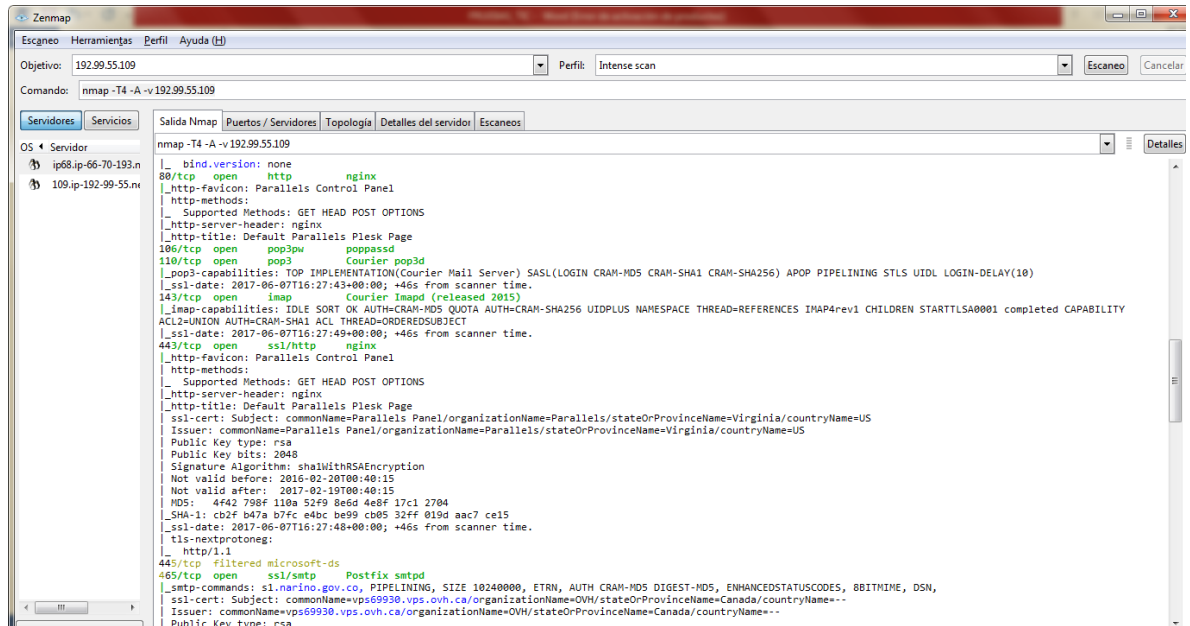 Zenmap
Escaneo Herramientas Perfil Ayuda (H)
Objetivo: 192.99.55.109 Perfil: Intense scan Escaneo Cancelar
Comando: nmap -T4 -A -v 192.99.55.109
Servidores Servicios Salida Nmap Puertos / Servidores Topología Detalles del servidor Escaneos
OS Servidor nmap -T4 -A -v 192.99.55.109 Detalles
ip68.ip-66-70-193.n
109.ip-192-99-55.ne
|_ bind.version: none
80/tcp open http nginx
|_http-favicon: Parallels Control Panel
| http-methods:
|_ Supported Methods: GET HEAD POST OPTIONS
|_http-server-header: nginx
|_http-title: Default Parallels Plesk Page
106/tcp open pop3pw poppassd
110/tcp open pop3 Courier pop3d
|_pop3-capabilities: TOP IMPLEMENTATION(Courier Mail Server) SASL(LOGIN CRAM-MD5 CRAM-SHA1 CRAM-SHA256) APOP PIPELINING STLS UIDL LOGIN-DELAY(10)
|_ssl-date: 2017-06-07T16:27:43+00:00; +46s from scanner time.
143/tcp open imap Courier Imapd (released 2015)
|_imap-capabilities: IDLE SORT OK AUTH=CRAM-MD5 QUOTA AUTH=CRAM-SHA256 UIDPLUS NAMESPACE THREAD=REFERENCES IMAP4rev1 CHILDREN STARTTLSA0001 completed CAPABILITY
ACL2=UNION AUTH=CRAM-SHA1 ACL THREAD=ORDEREDSUBJECT
|_ssl-date: 2017-06-07T16:27:49+00:00; +46s from scanner time.
443/tcp open ssl/http nginx
|_http-favicon: Parallels Control Panel
| http-methods:
|_ Supported Methods: GET HEAD POST OPTIONS
|_http-server-header: nginx
|_http-title: Default Parallels Plesk Page
| ssl-cert: Subject: commonName=Parallels Panel/organizationName=Parallels/stateOrProvinceName=Virginia/countryName=US
| Issuer: commonName=Parallels Panel/organizationName=Parallels/stateOrProvinceName=Virginia/countryName=US
| Public Key type: rsa
| Public Key bits: 2048
| Signature Algorithm: sha1WithRSAEncryption
| Not valid before: 2016-02-20T00:40:15
| Not valid after: 2017-02-19T00:40:15
| MD5: 4f42 798f 110a 52f9 8e6d 4e8f 17c1 2704
|_SHA-1: cb2f b47a b7fc e4bc be99 cb05 32ff 019d aac7 ce15
|_ssl-date: 2017-06-07T16:27:48+00:00; +46s from scanner time.
| tls-nextprotoneg:
|_ http/1.1
445/tcp filtered microsoft-ds
465/tcp open ssl/smtp Postfix smtpd
|_smtp-commands: s1.narino.gov.co, PIPELINING, SIZE 10240000, ETRN, AUTH CRAM-MD5 DIGEST-MD5, ENHANCEDSTATUSCODES, 8BITMIME, DSN,
| ssl-cert: Subject: commonName=vps69930.vps.ovh.ca/organizationName=OVH/stateOrProvinceName=Canada/countryName=--
| Issuer: commonName=vps69930.vps.ovh.ca/organizationName=OVH/stateOrProvinceName=Canada/countryName=--
| Public Key type: rsa